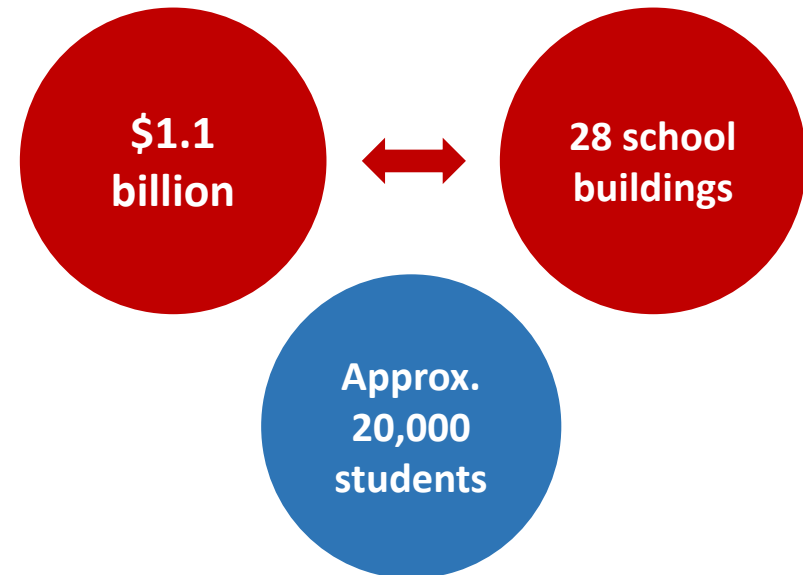 $1.1
billion
28 school
buildings
Approx.
20,000
students